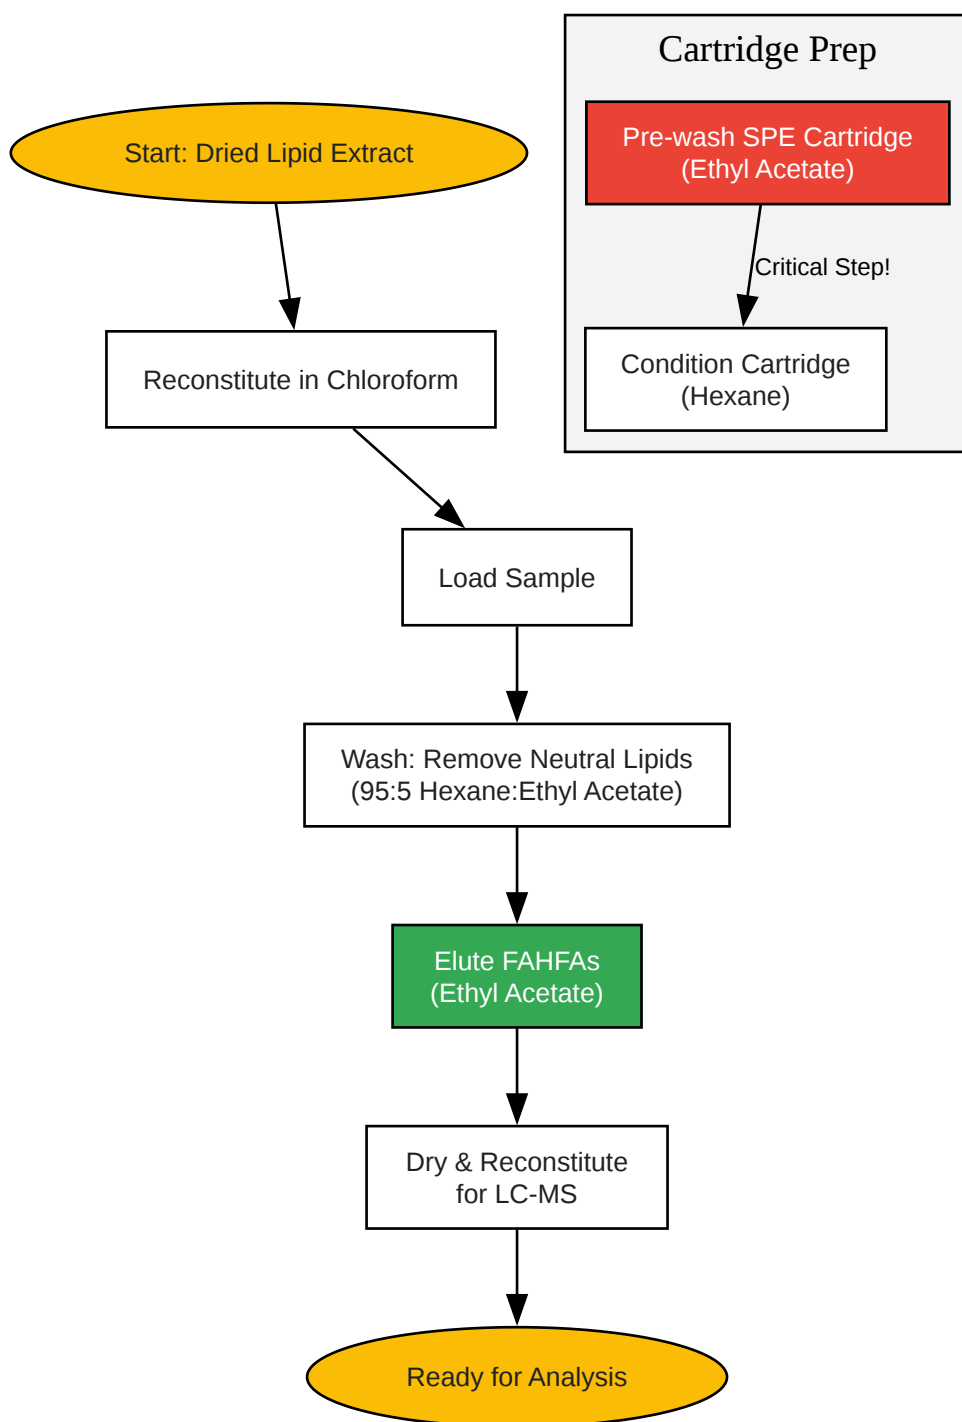 Cartridge Prep
Pre-wash SPE Cartridge
(Ethyl Acetate)
Critical Step!
Condition Cartridge
(Hexane)
Start: Dried Lipid Extract
Reconstitute in Chloroform
Load Sample
Wash: Remove Neutral Lipids
(95:5 Hexane:Ethyl Acetate)
Elute FAHFAs
(Ethyl Acetate)
Dry & Reconstitute
for LC-MS
Ready for Analysis